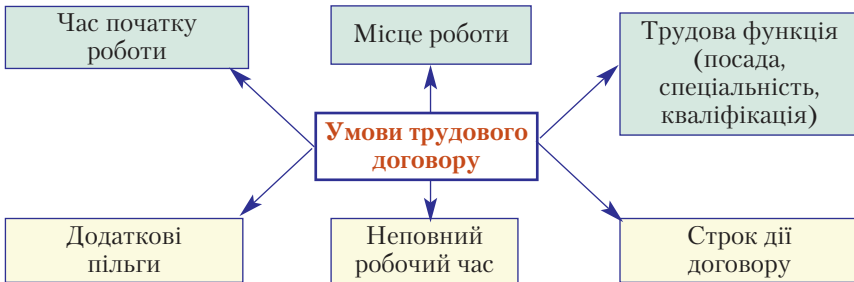 Час початку
роботи
Місце роботи
Трудова функція
(посада,
спеціальність,
кваліфікація)
Умови трудового
договору
Додаткові
пільги
Неповний
робочий час
Строк дії
договору